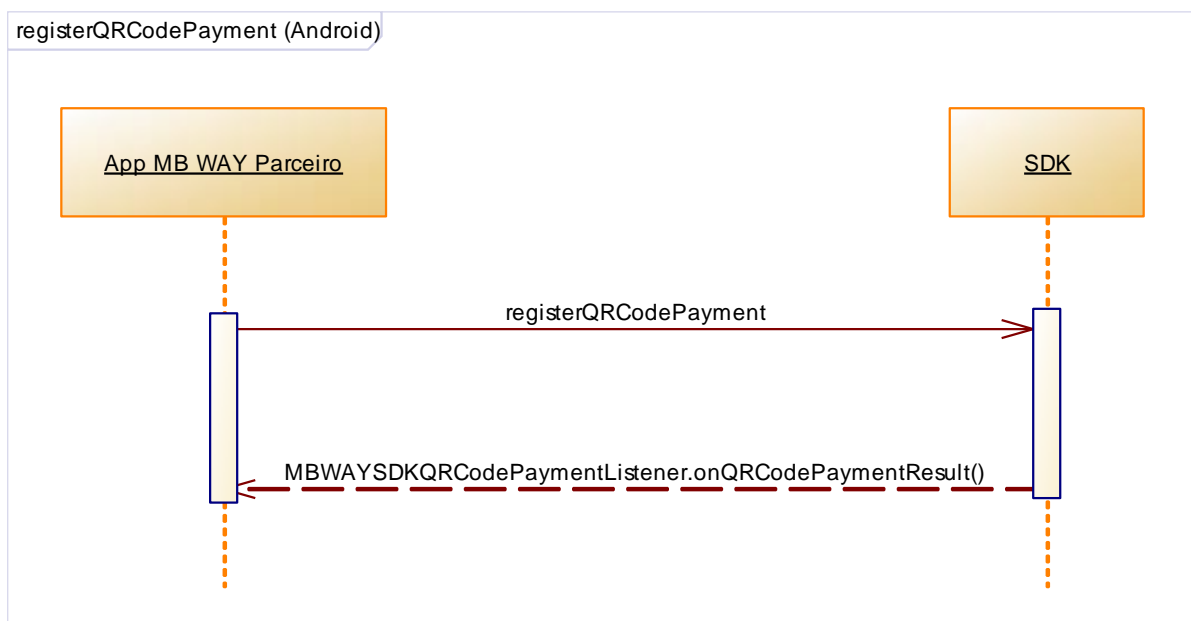 registerQRCodePayment (Android)
App MB WAY Parceiro
SDK
registerQRCodePayment
MBWAYSDKQRCodePaymentListener.onQRCodePaymentResult()